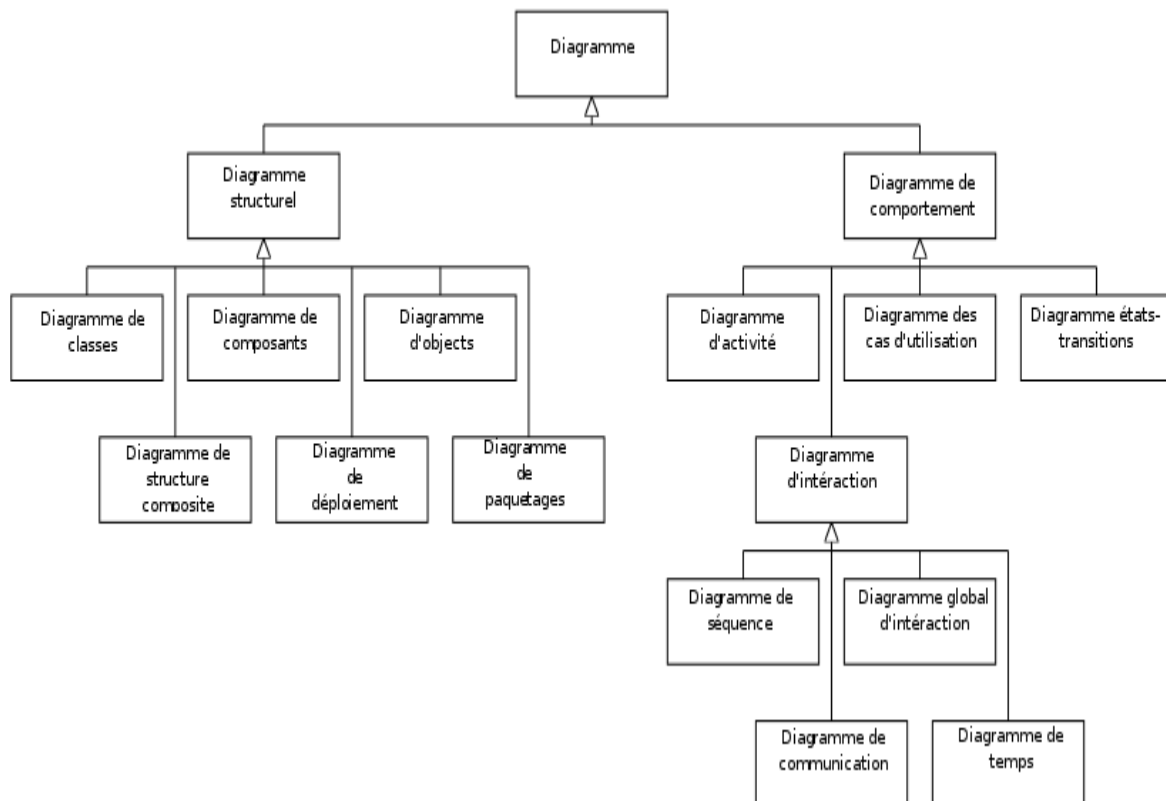 Diagramme
Diagramme
structurel
Diagramme de
comportement
Diagramme de
classes
Diagramme de
composants
Diagramme
d'objects
Diagramme
d'activité
Diagramme des
cas d'utilisation
Diagramme états-
transitions
Diagramme de
structure
composite
Diagramme
de
déploiement
Diagramme
de
paquetages
Diagramme
d'intéraction
Diagramme de
séquence
Diagramme global
d'intéraction
Diagramme de
communication
Diagramme de
temps